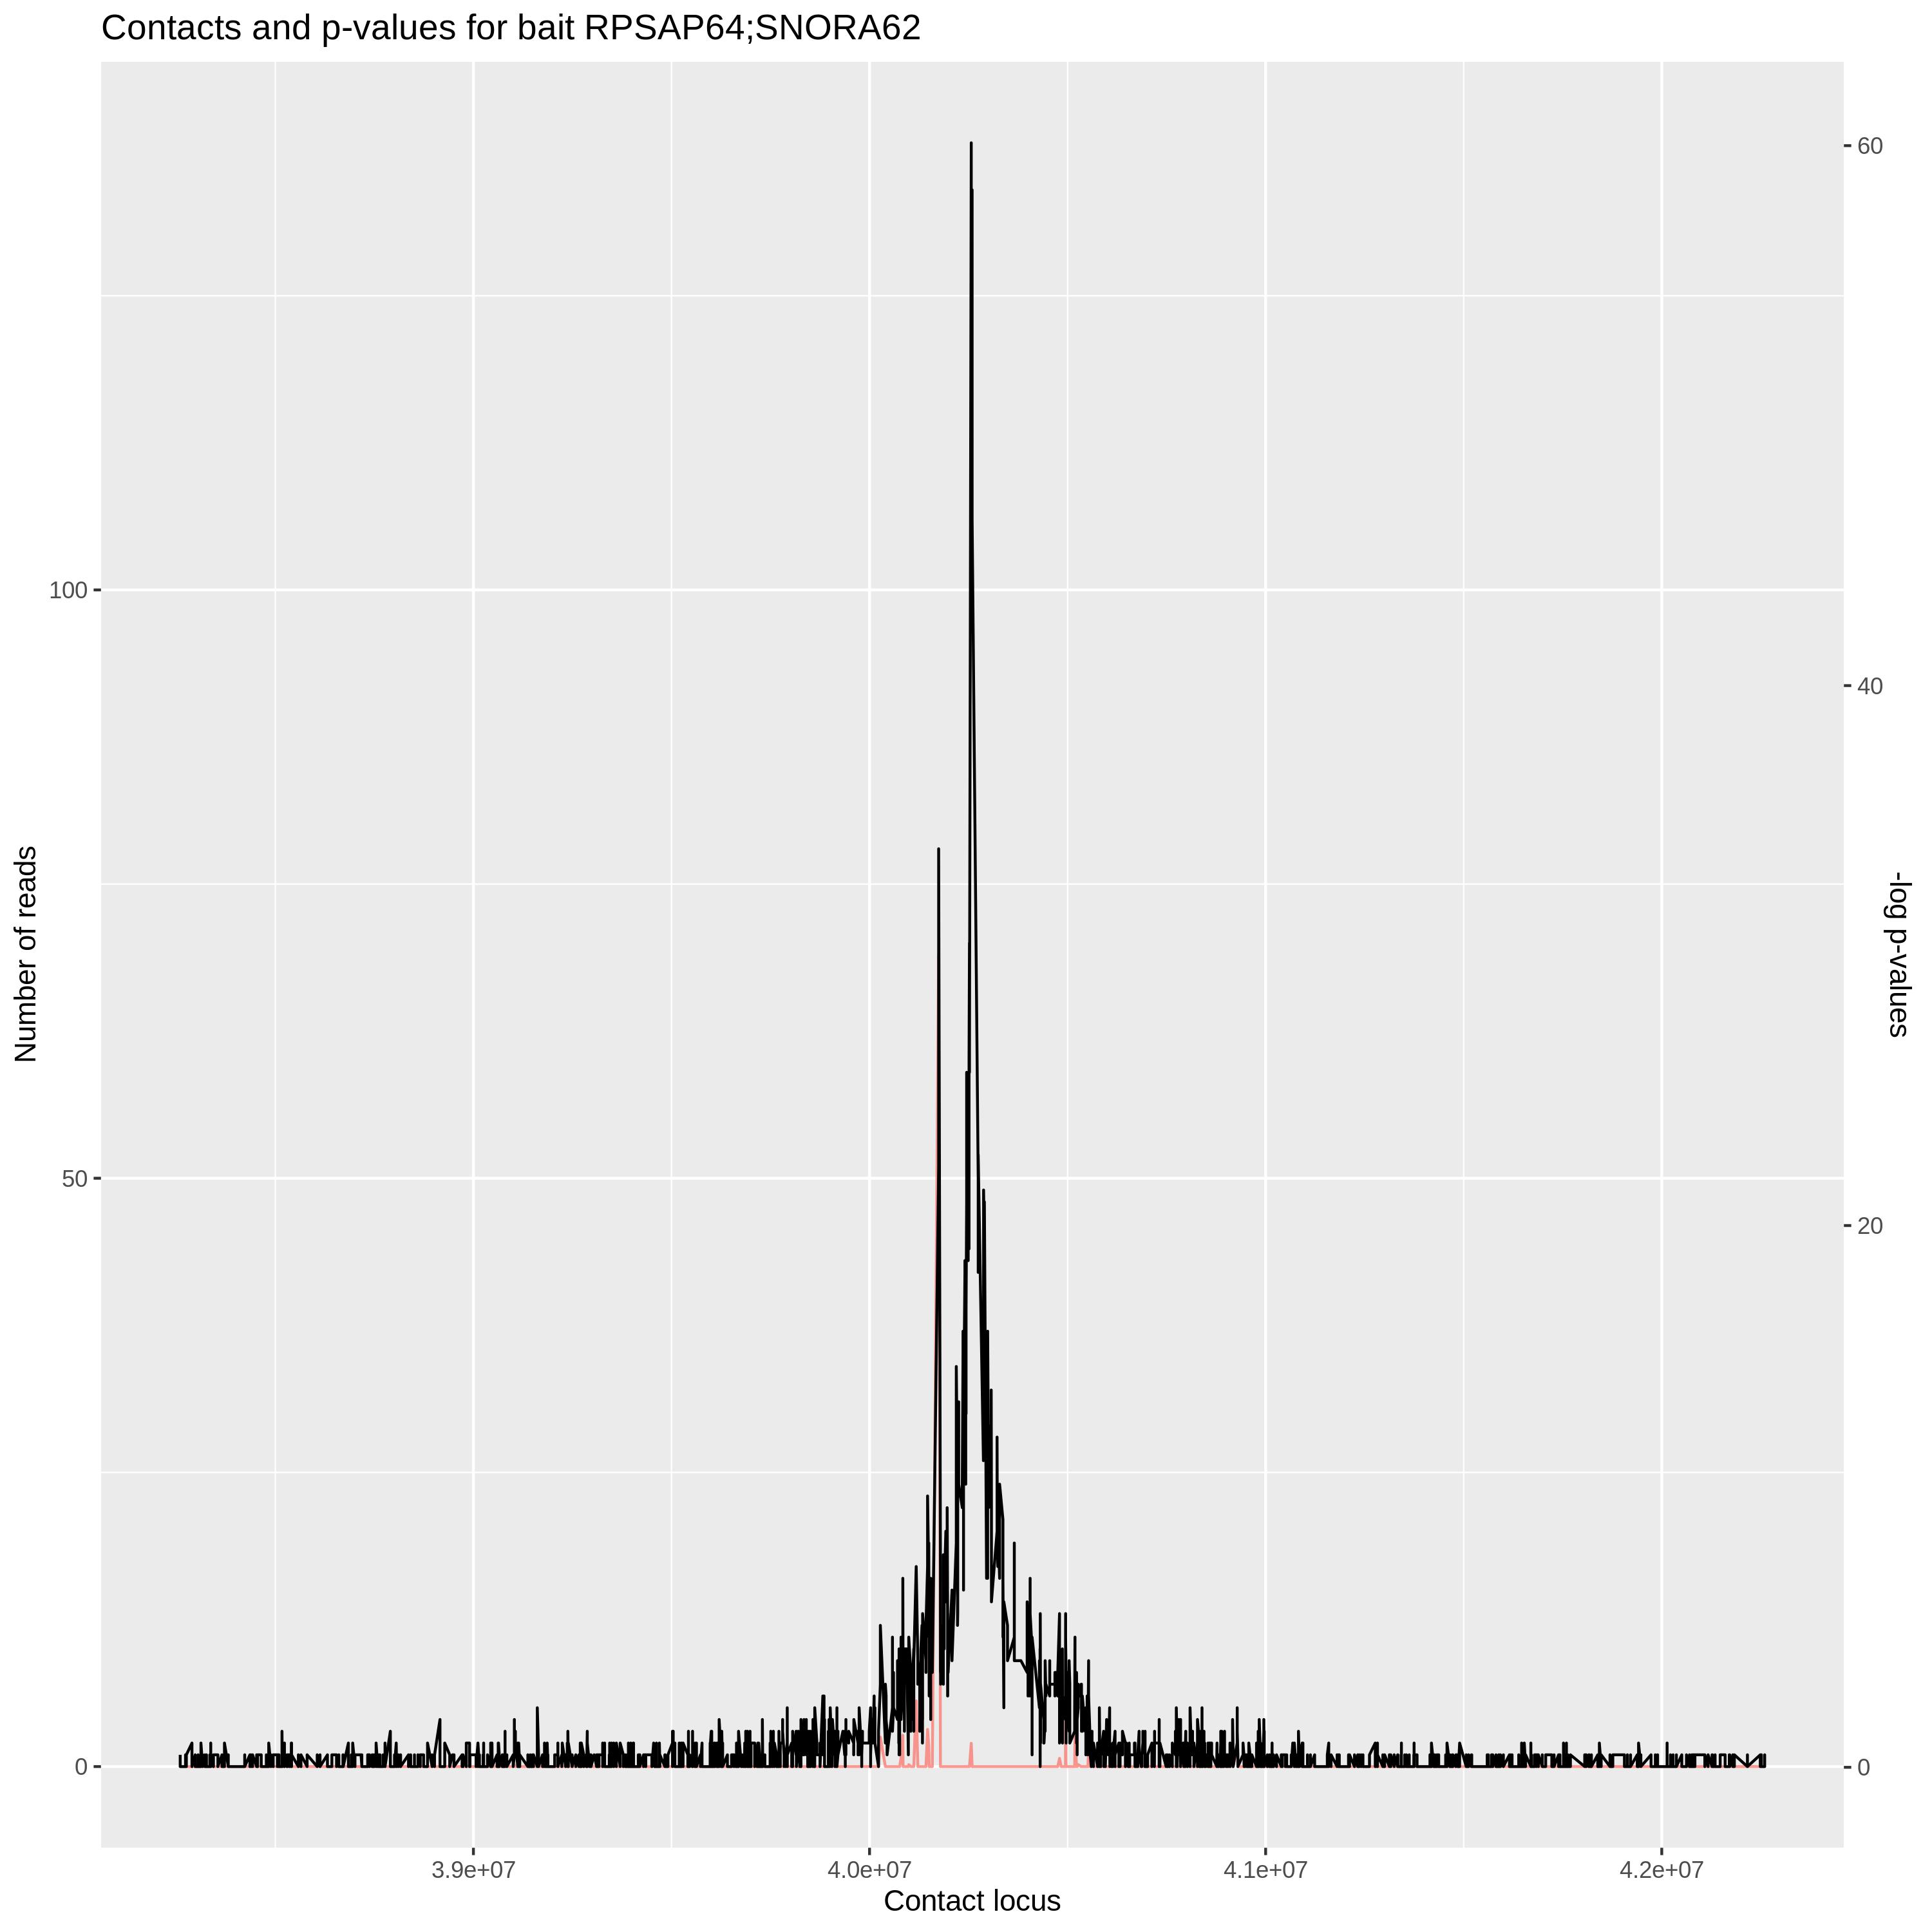 Contacts and p-values for bait RPSAP64;SNORA62
60
100
40
Number of reads
-log p-values
50
20
0
0
3.9e+07
4.0e+07
4.1e+07
4.2e+07
Contact locus